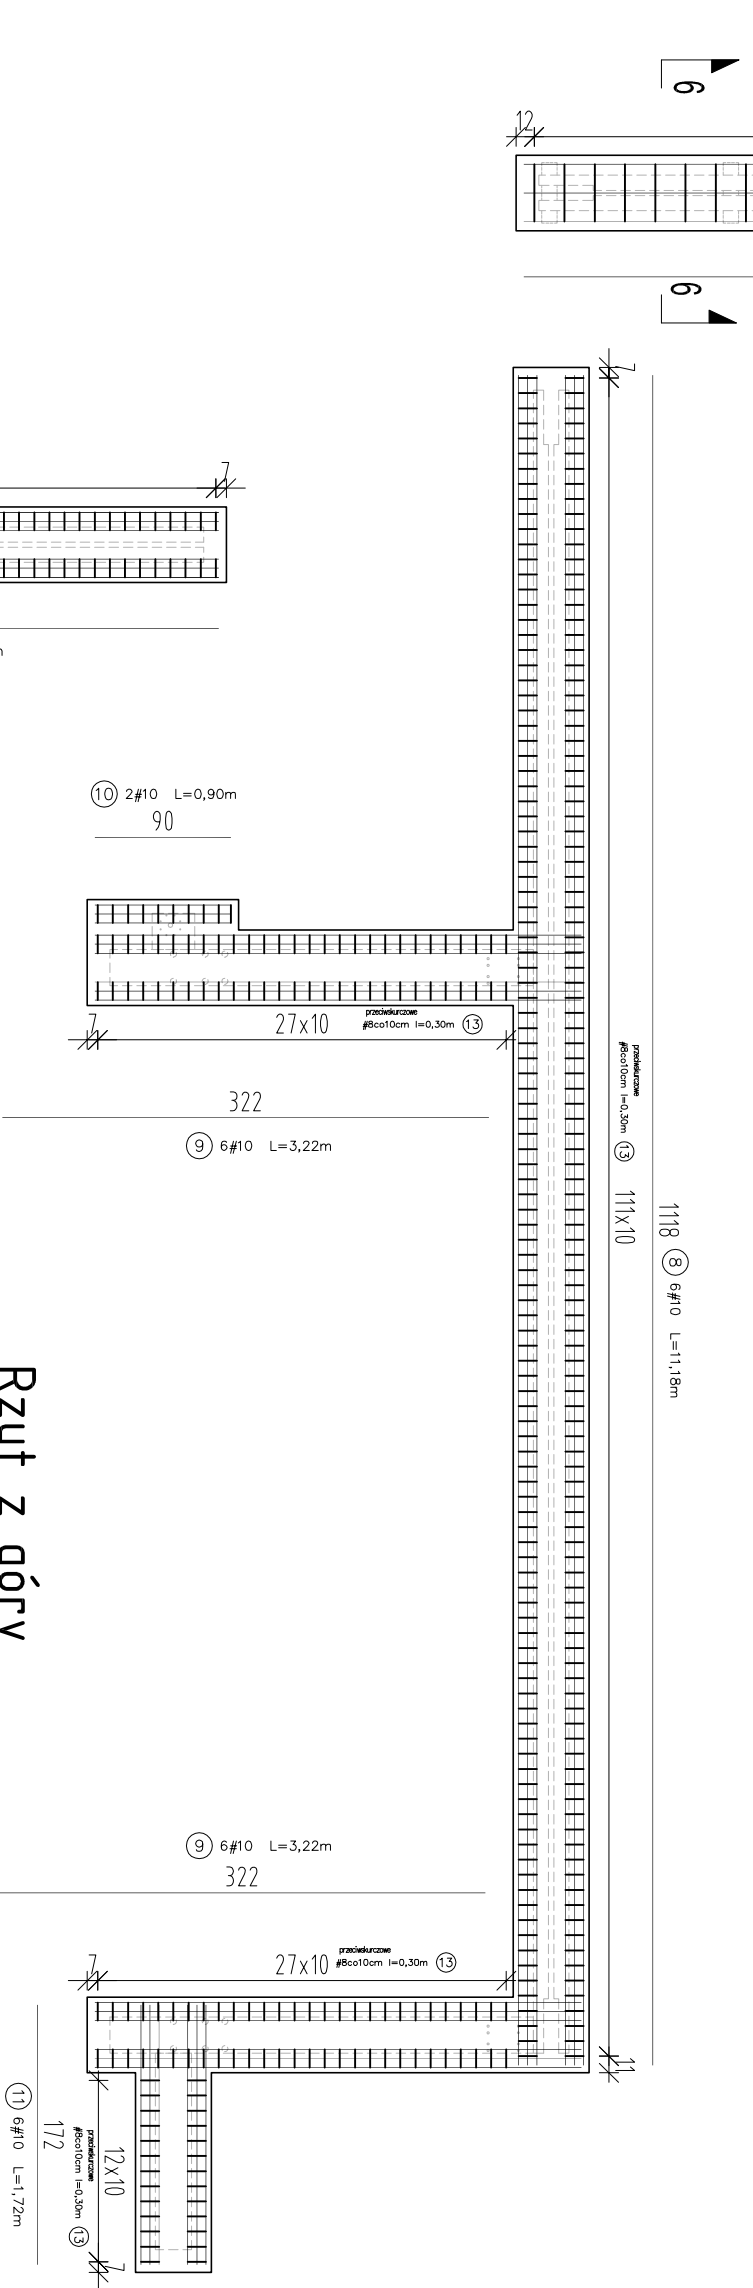 6
12
6
7
7
m
10 2#10 L=0,90m
90
przeciwskurczowe
27x10 #8co10cm l=0,30m 13
7
322
9 6#10 L=3,22m
przeciwskurczowe
#8co10cm l=0,30m 13
111x10
1118
8 6#10 L=11,18m
Rzut z góry
9 6#10 L=3,22m
322
przeciwskurczowe
27x10 #8co10cm l=0,30m 13
7
11
11 6#10 L=1,72m
172
przeciwskurczowe
#8co10cm l=0,30m 13
12x10
7